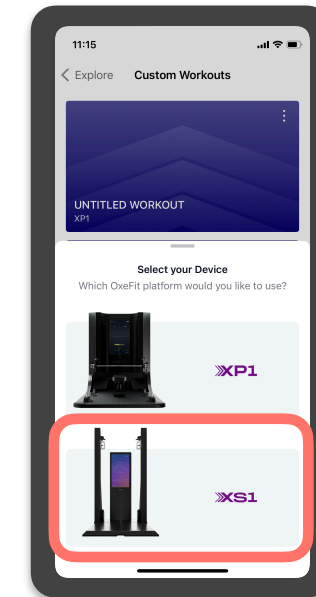 11:15
Explore Custom Workouts
UNTITLED WORKOUT
XP1
Select your Device
Which OxeFit platform would you like to use?
XP1
XS1